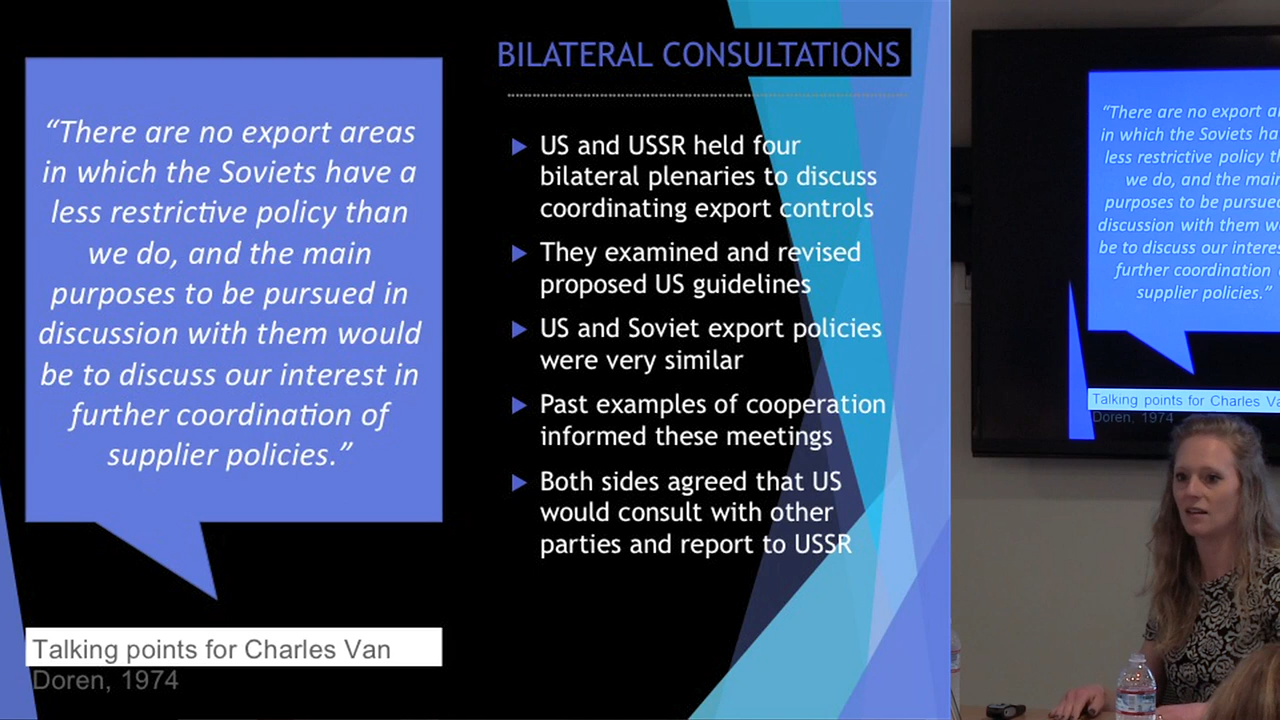 “There are no export areas
in which the Soviets have a
less restrictive policy than
we do, and the main
purposes to be pursued in
discussion with them would
be to discuss our interest in
further coordination of
supplier policies.”
Talking points for Charles Van
Doren, 1974
BILATERAL CONSULTATIONS
US and USSR held four
bilateral plenaries to discuss
coordinating export controls
They examined and revised
proposed US guidelines
US and Soviet export policies
were very similar
Past examples of cooperation
informed these meetings
Both sides agreed that US
would consult with other
parties and report to USSR
“There are no export
in which the Soviets
less restrictive policy
we do, and the main
purposes to be pursued
discussion with them
be to discuss our
further coordination
supplier policies.”
Talking points for Charles
Doren, 1974